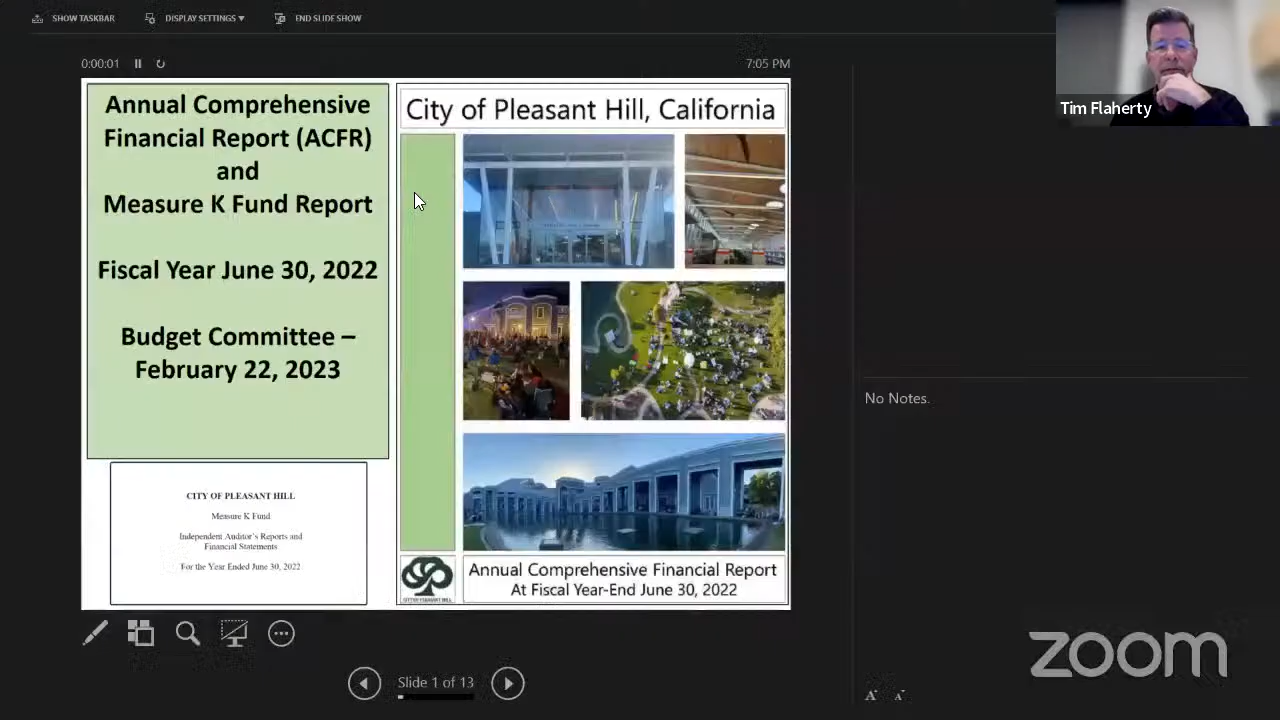 SHOW TASKBAR
DISPLAY SETTINGS ▾
END SLIDE SHOW
Tim Flaherty
0:00:01
7:05 PM
Annual Comprehensive
Financial Report (ACFR)
and
Measure K Fund Report
Fiscal Year June 30, 2022
Budget Committee –
February 22, 2023
CITY OF PLEASANT HILL
Measure K Fund
Independent Auditor's Reports and
Financial Statements
For the Year Ended June 30, 2022
City of Pleasant Hill, California
CITY OF PLEASANT HILL
Annual Comprehensive Financial Report
At Fiscal Year-End June 30, 2022
No Notes.
Slide 1 of 13
A A
zoom